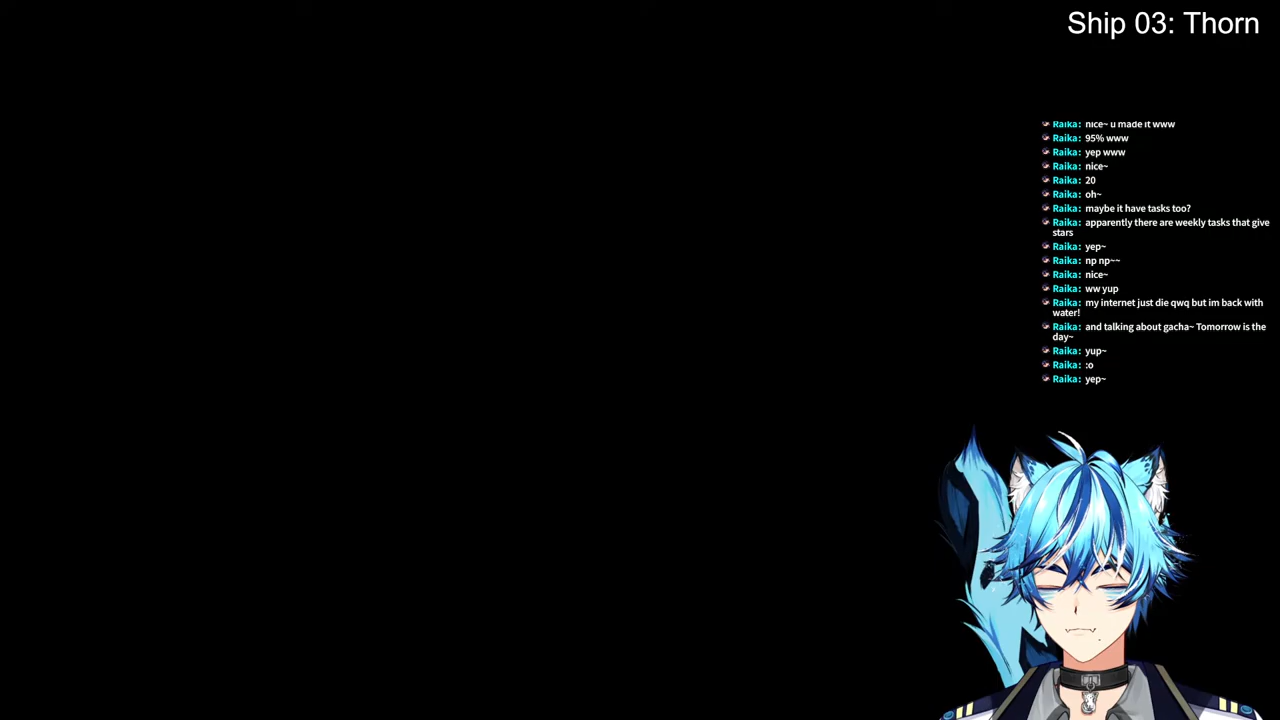 Ship 03: Thorn
Raika: nice~ u made it www
Raika: 95% www
Raika: yep www
Raika: nice~
Raika: 20
Raika: oh~
Raika: maybe it have tasks too?
Raika: apparently there are weekly tasks that give
stars
Raika: yep~
Raika: np np~~
Raika: nice~
Raika: ww yup
Raika: my internet just die qwq but im back with
water!
Raika: and talking about gacha~ Tomorrow is the
day~
Raika: yup~
Raika: :o
Raika: yep~